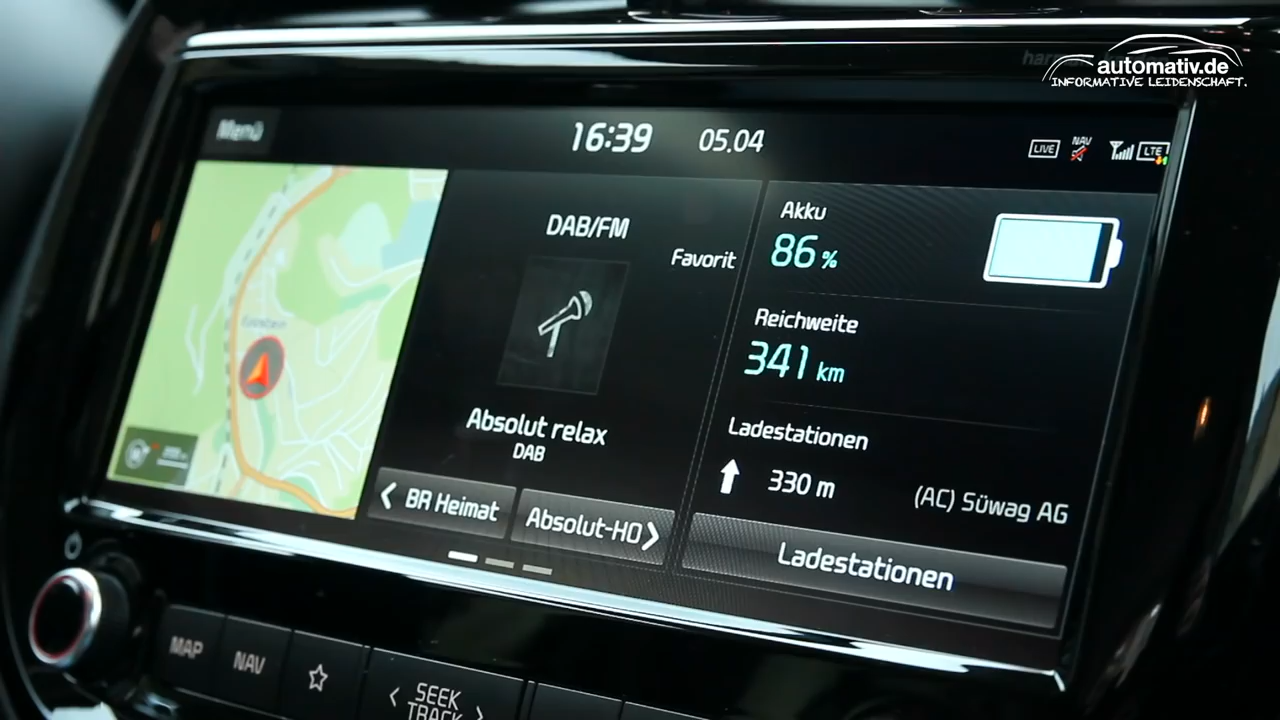 automativ.de
INFORMATIVE LEIDENSCHAFT.
Menü
16:39
05.04
LIVE
NAV
LTE
DAB/FM
Favorit
Absolut relax
DAB
BR Heimat
Absolut-HO
Akku
86 %
Reichweite
341 km
Ladestationen
330 m
(AC) Süwag AG
Ladestationen
MAP
NAV
SEEK
TRACK